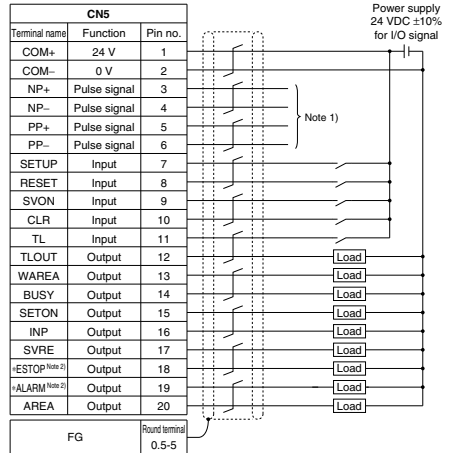 CN5
Power supply
24 VDC ±10%
for I/O signal
Terminal name Function Pin no.
COM+ 24 V 1
COM– 0 V 2
NP+ Pulse signal 3
NP– Pulse signal 4
PP+ Pulse signal 5
PP– Pulse signal 6
Note 1)
SETUP Input 7
RESET Input 8
SVON Input 9
CLR Input 10
TL Input 11
TLOUT Output 12 Load
WAREA Output 13 Load
BUSY Output 14 Load
SETON Output 15 Load
INP Output 16 Load
SVRE Output 17 Load
∗ESTOP Note 2) Output 18 Load
∗ALARM Note 2) Output 19 Load
AREA Output 20 Load
FG Round terminal
0.5-5